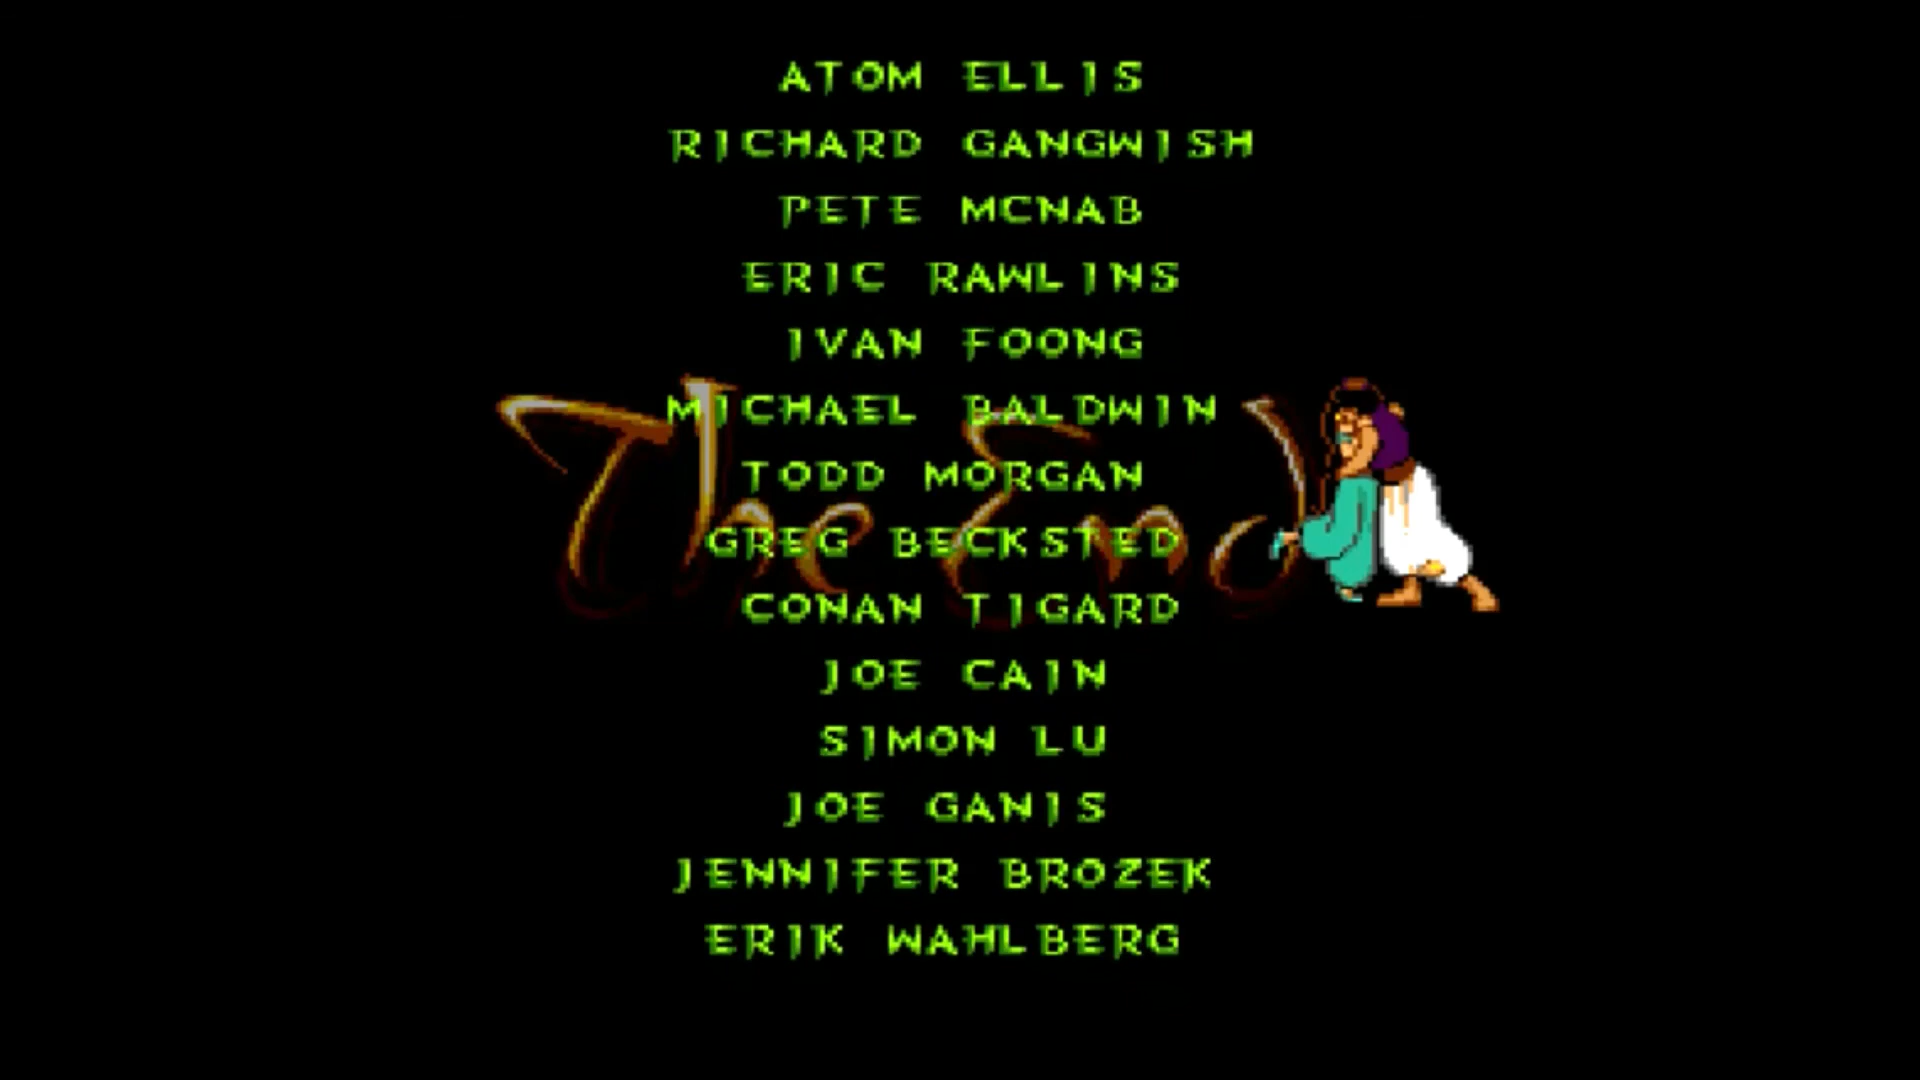 ATOM ELLIS
RICHARD GANGWISH
PETE MCNAB
ERIC RAWLINS
IVAN FOONG
MICHAEL BALDWIN
TODD MORGAN
The End
GREG BECKSTED
CONAN TIGARD
JOE CAIN
SIMON LU
JOE GANIS
JENNIFER BROZEK
ERIK WAHLBERG